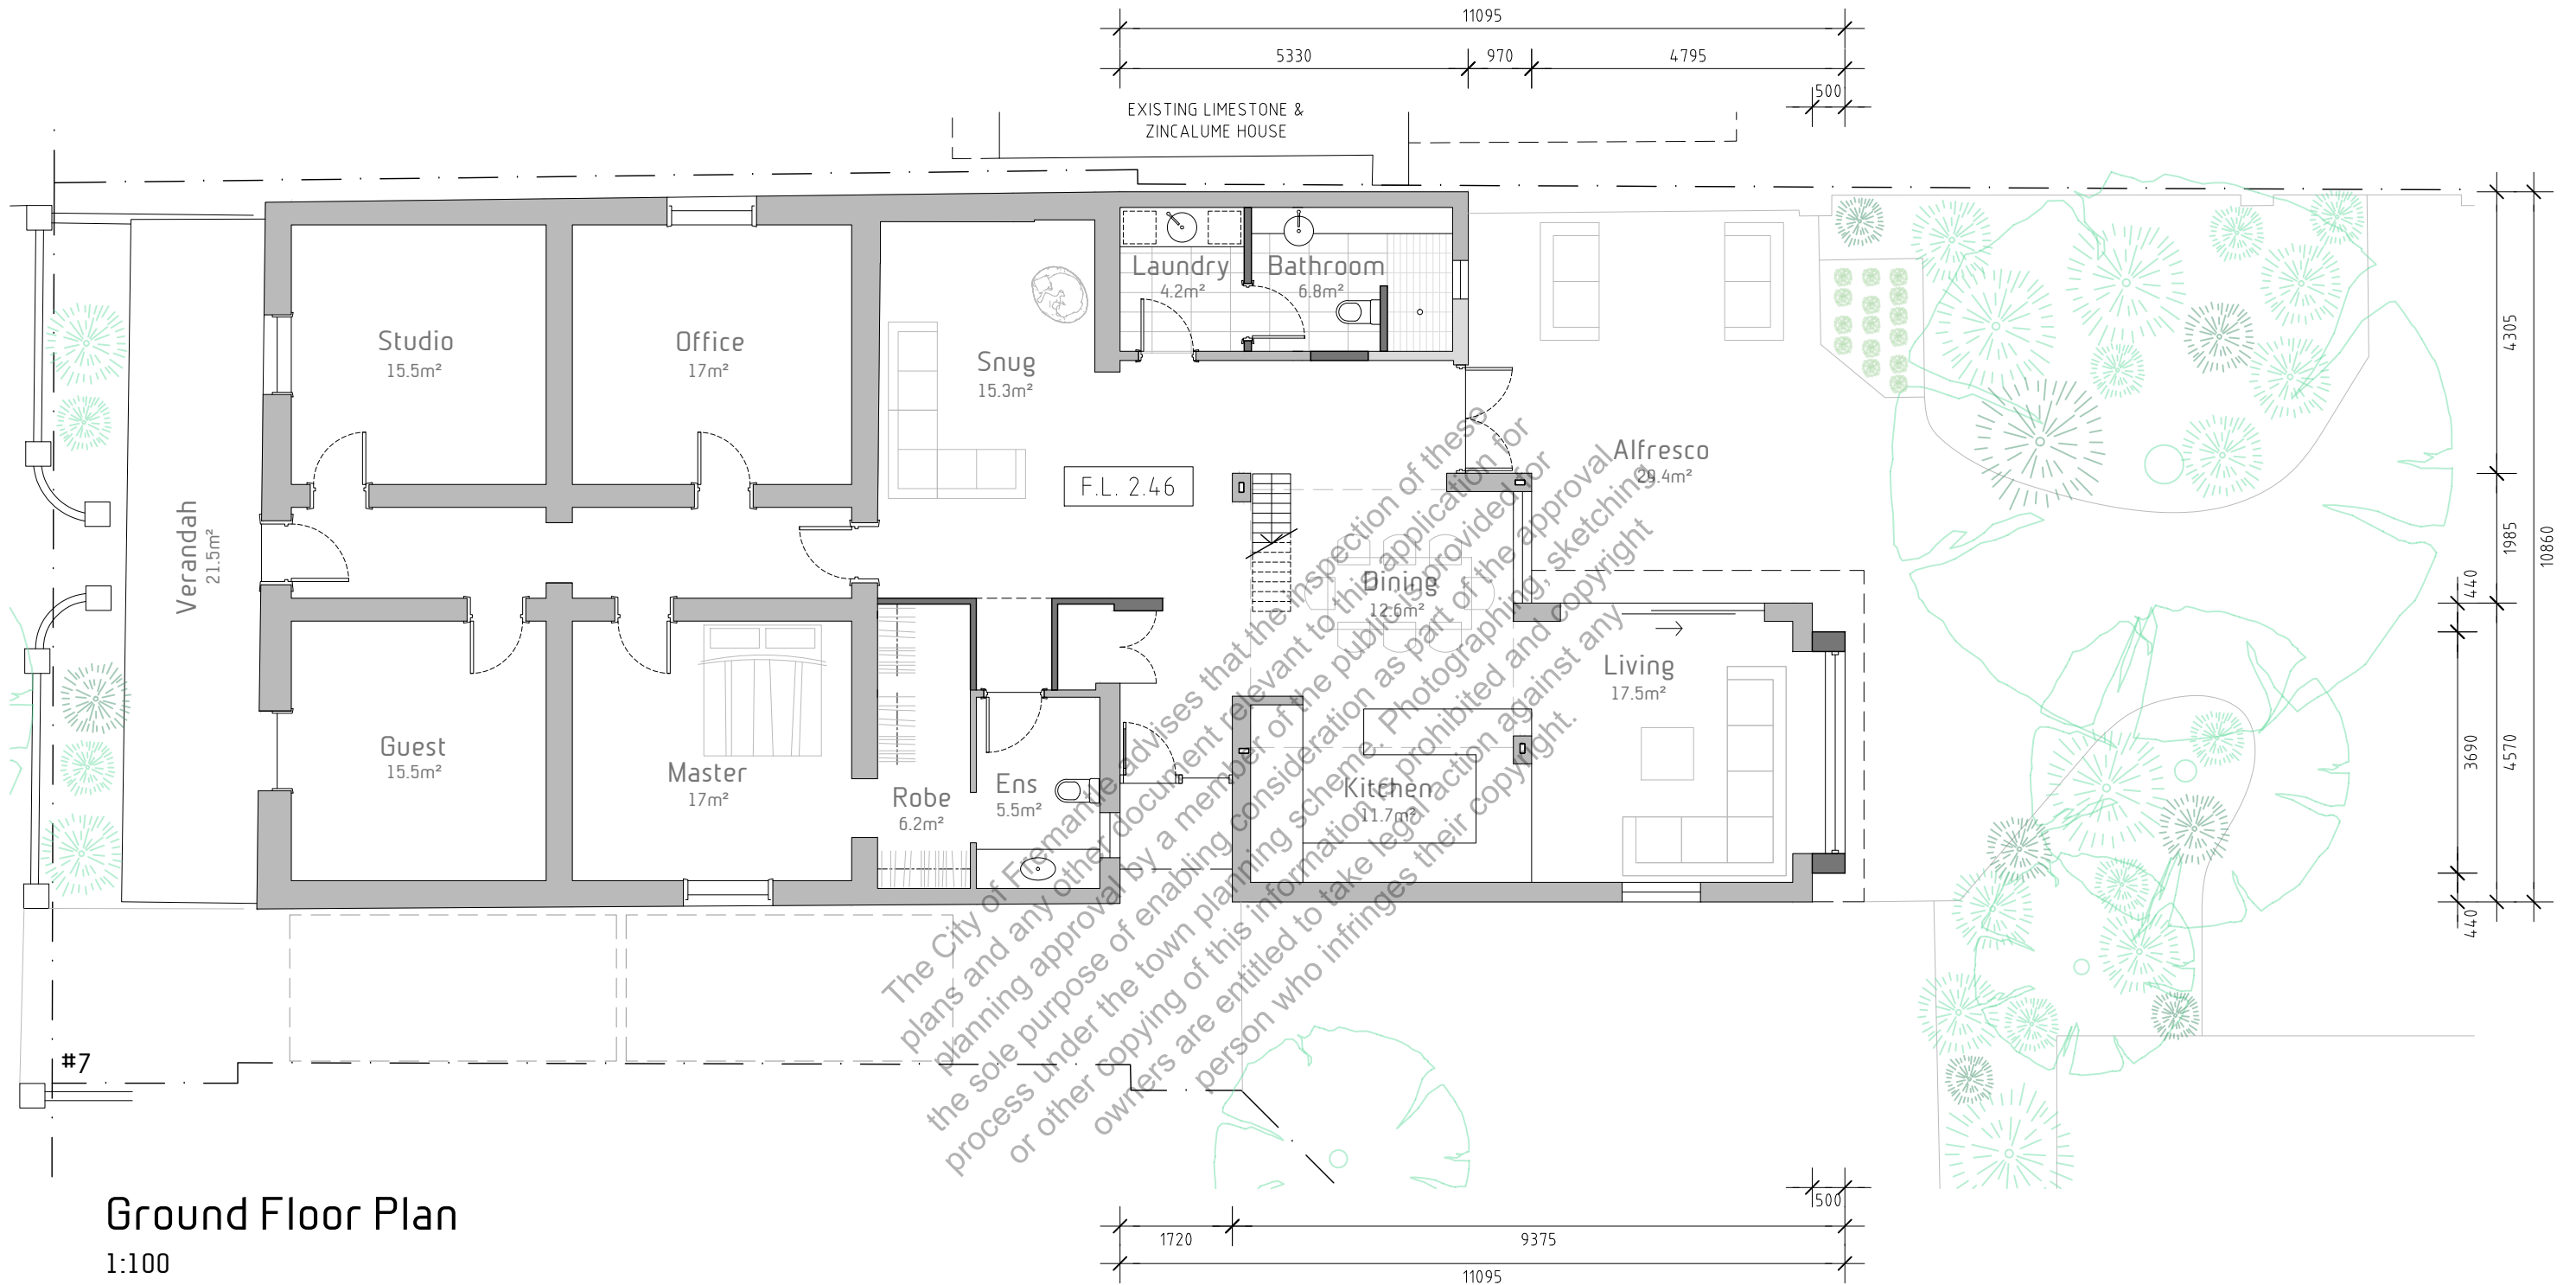 11095
5330
970
4795
500
EXISTING LIMESTONE &
ZINCALUME HOUSE
Laundry
4.2m²
Bathroom
6.8m²
Studio
15.5m²
Office
17m²
Snug
15.3m²
4305
Alfresco
29.4m²
F.L. 2.46
Verandah
21.5m²
1985
10860
440
Dining
12.6m²
Living
17.5m²
Guest
15.5m²
Master
17m²
Robe
6.2m²
Ens
5.5m²
Kitchen
11.7m²
3690
4570
440
The City of Fremantle advises that the inspection of these
plans and any other document relevant to this application for
planning approval by a member of the public is provided for
the sole purpose of enabling consideration as part of the approval
process under the town planning scheme. Photographing, sketching
or other copying of this information is prohibited and copyright
owners are entitled to take legal action against any
person who infringes their copyright.
#7
Ground Floor Plan
1:100
500
1720
9375
11095